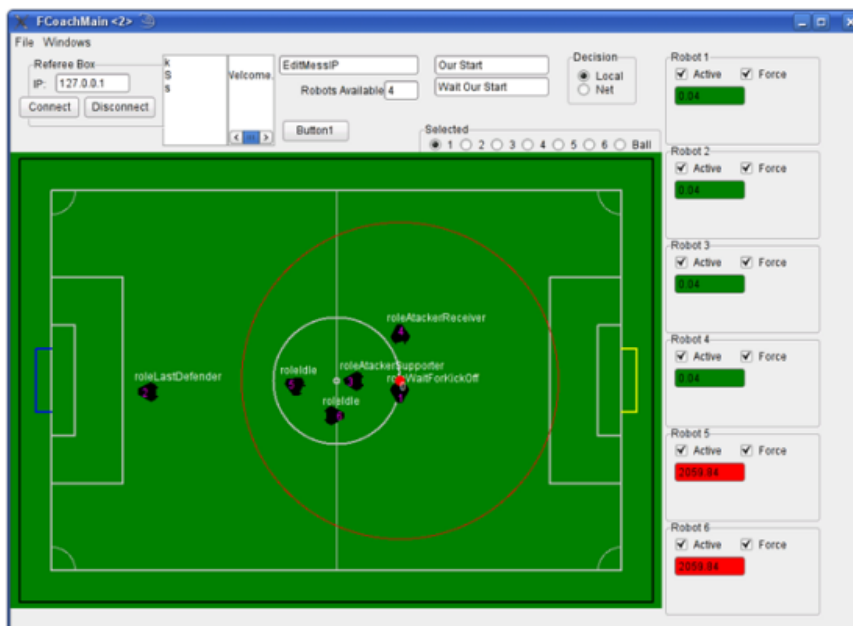 FCoachMain <2>
File Windows
Referee Box
IP: 127.0.0.1
Connect Disconnect
k
S
s
Welcome.
EditMessIP
Robots Available 4
Button1
Our Start
Wait Our Start
Decision
Local
Net
Selected
1 2 3 4 5 6 Ball
Robot 1
Active Force
0.04
Robot 2
Active Force
0.04
Robot 3
Active Force
0.04
Robot 4
Active Force
0.04
Robot 5
Active Force
2059.84
Robot 6
Active Force
2059.84
roleAtackerReceiver
4
roleLastDefender
roleIdle
roleAtackerSupporter
WaitForKickOff
1
roleIdle